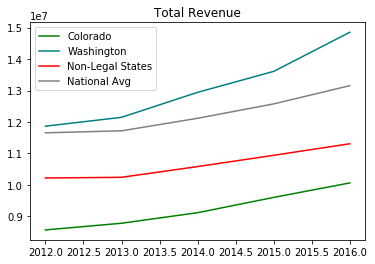 Total Revenue
1e7
Colorado
Washington
Non-Legal States
National Avg
1.5
1.4
1.3
1.2
1.1
1.0
0.9
2012.0 2012.5 2013.0 2013.5 2014.0 2014.5 2015.0 2015.5 2016.0